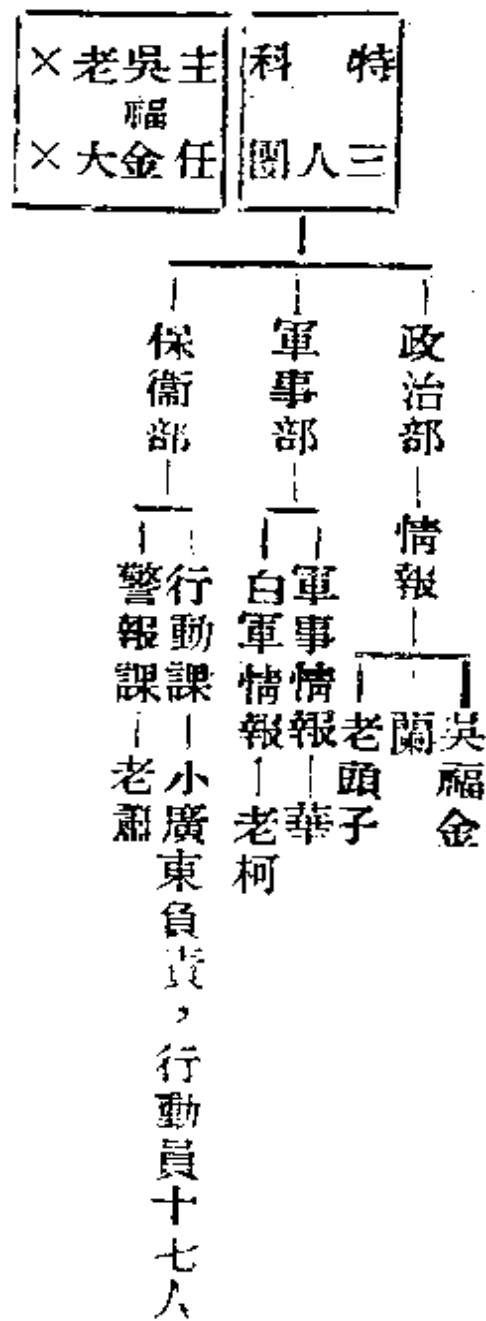 特科
三人團
主任
吳福金
老大
××
政治部
情報
吳福金
蘭
老頭子
軍事部
軍事情報—華
白軍情報—老柯
保衞部
行動課—小廣東負責,行動員十七人
警報課—老蕭